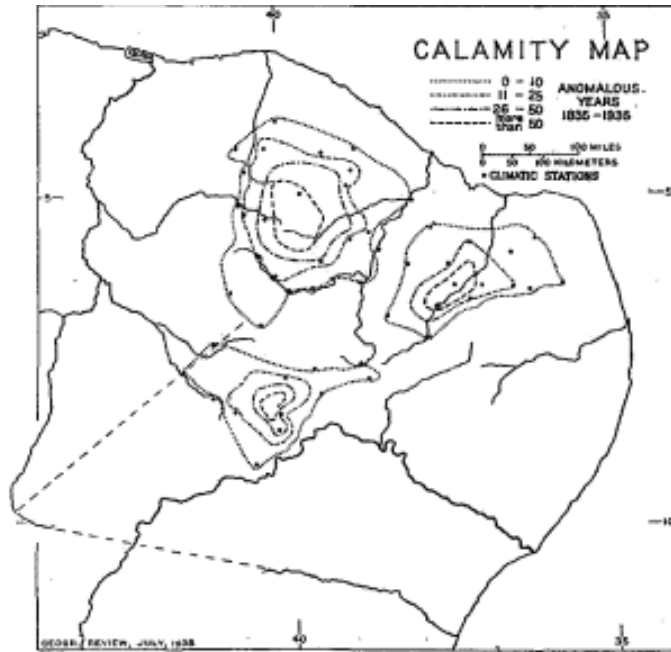 40
35
CALAMITY MAP
0 - 10
11 - 25
26 - 50
more than 50
ANOMALOUS
YEARS
1835-1935
0 50 100 MILES
0 50 100 KILOMETERS
• CLIMATIC STATIONS
5
5
10
40
35
GEOGR. REVIEW, JULY, 1938